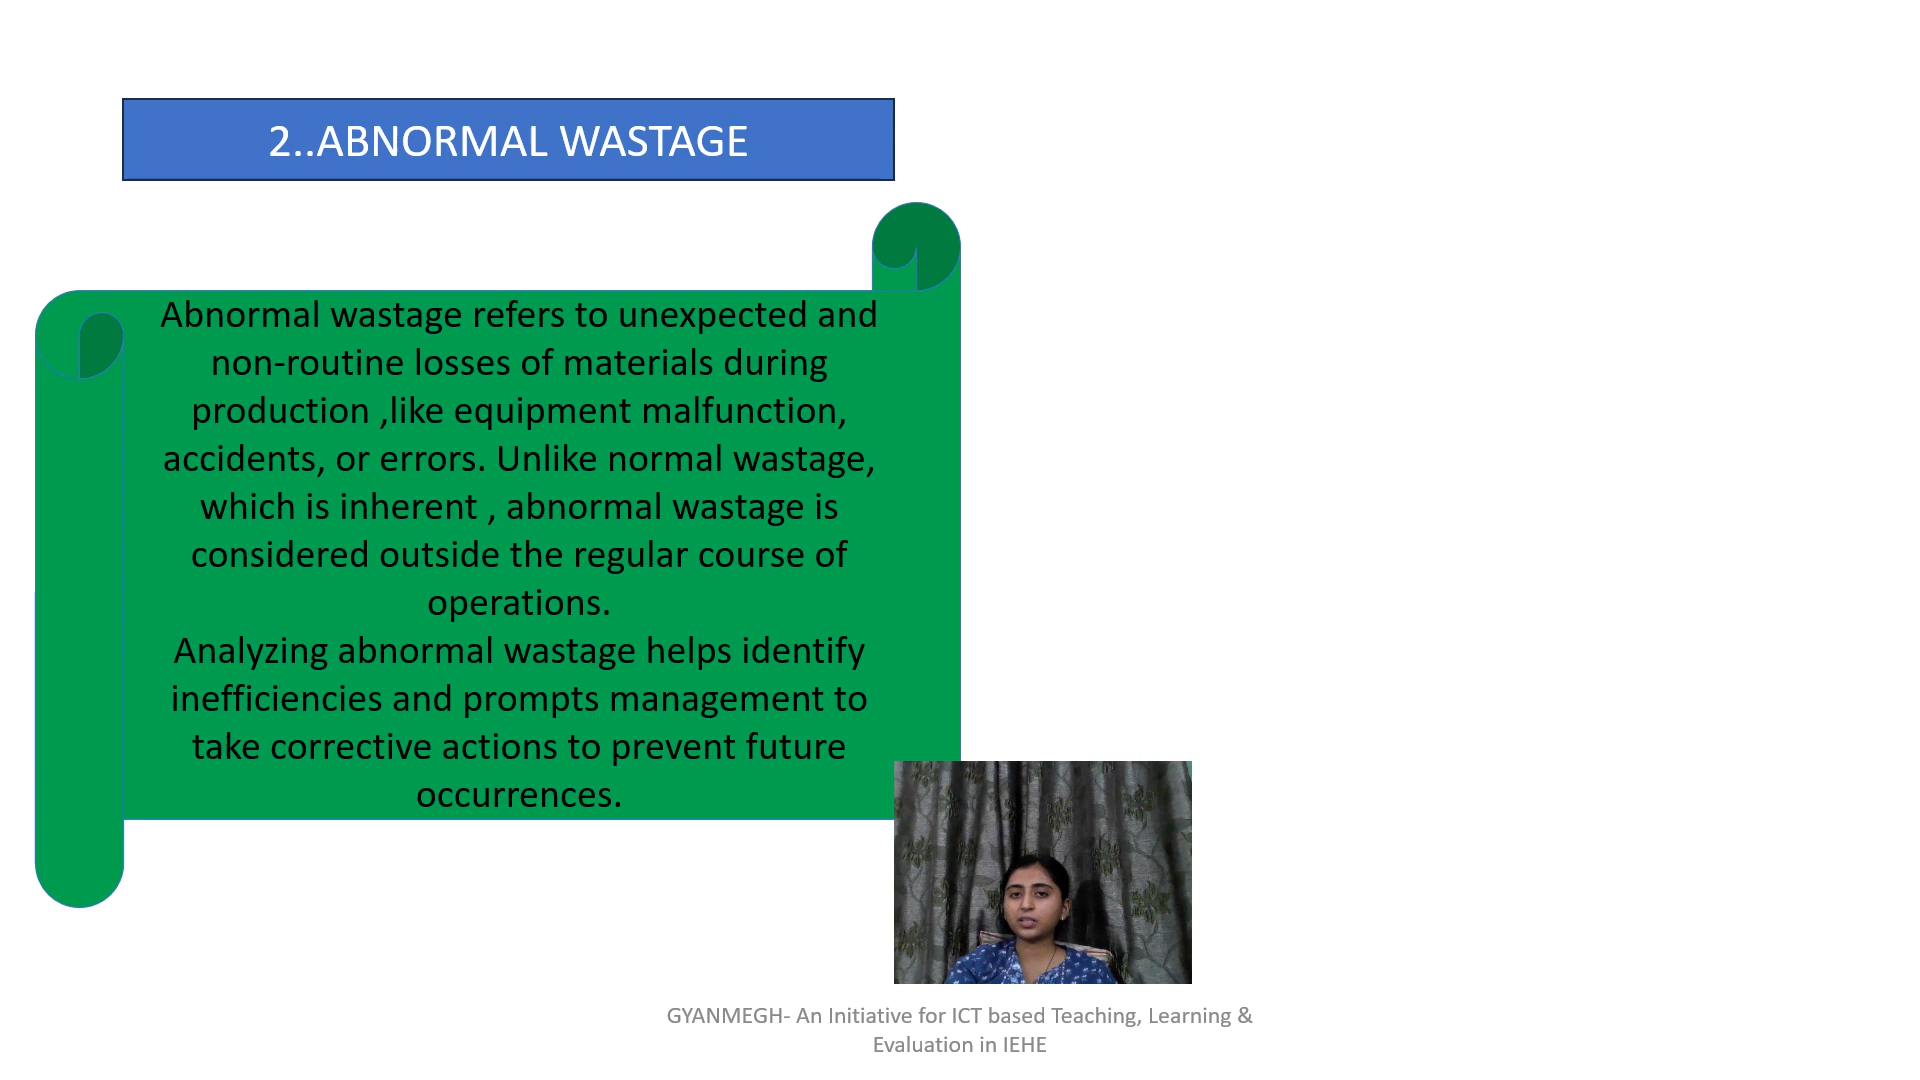 2..ABNORMAL WASTAGE
Abnormal wastage refers to unexpected and
non-routine losses of materials during
production ,like equipment malfunction,
accidents, or errors. Unlike normal wastage,
which is inherent , abnormal wastage is
considered outside the regular course of
operations.
Analyzing abnormal wastage helps identify
inefficiencies and prompts management to
take corrective actions to prevent future
occurrences.
GYANMEGH- An Initiative for ICT based Teaching, Learning &
Evaluation in IEHE